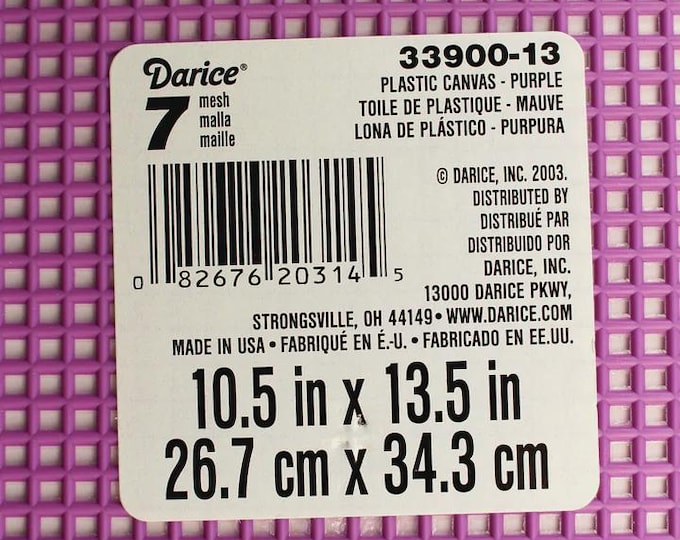 Darice®
7 mesh
malla
maille
33900-13
PLASTIC CANVAS - PURPLE
TOILE DE PLASTIQUE - MAUVE
LONA DE PLÁSTICO - PURPURA
© DARICE, INC. 2003.
DISTRIBUTED BY
DISTRIBUÉ PAR
DISTRIBUIDO POR
DARICE, INC.
13000 DARICE PKWY,
STRONGSVILLE, OH 44149 • WWW.DARICE.COM
0 82676 20314 5
MADE IN USA • FABRIQUÉ EN É.-U. • FABRICADO EN EE.UU.
10.5 in x 13.5 in
26.7 cm x 34.3 cm